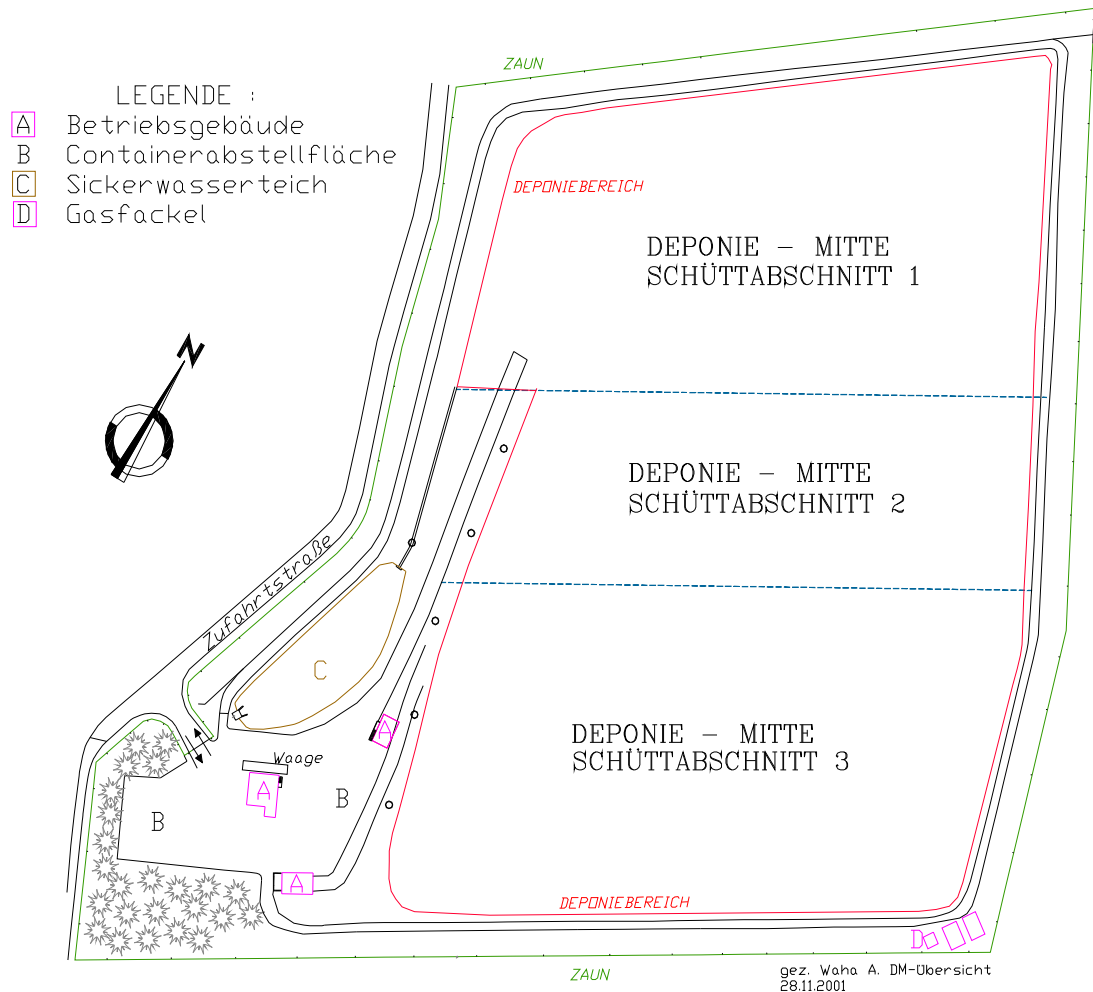 ZAUN
LEGENDE :
A Betriebsgebäude
B Containerabstellfläche
C Sickerwasserteich
D Gasfackel
DEPONIEBEREICH
DEPONIE - MITTE
SCHÜTTABSCHNITT 1
N
DEPONIE - MITTE
SCHÜTTABSCHNITT 2
Zufahrtstraße
C
A
DEPONIE - MITTE
SCHÜTTABSCHNITT 3
Waage
A
B
B
A
DEPONIEBEREICH
D
ZAUN
gez. Waha A. DM-Übersicht
28.11.2001